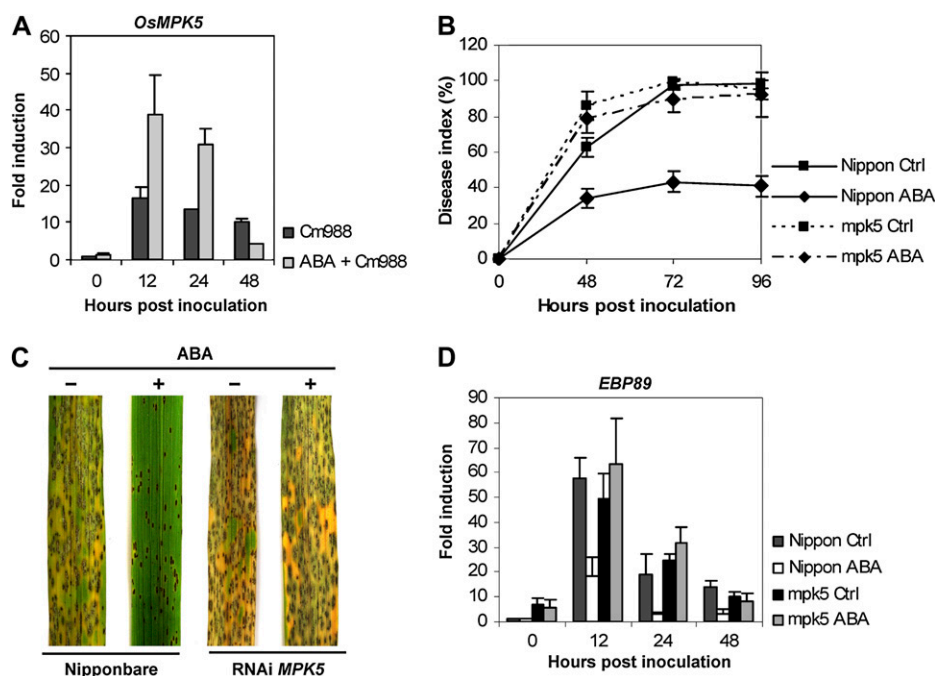 A
OsMPK5
Fold induction
60
50
40
30
20
10
0
0 12 24 48
Hours post inoculation
Cm988
ABA + Cm988
B
Disease index (%)
120
100
80
60
40
20
0
0 48 72 96
Hours post inoculation
Nippon Ctrl
Nippon ABA
mpk5 Ctrl
mpk5 ABA
C
ABA
– + – +
Nipponbare RNAi MPK5
D
EBP89
Fold induction
90
80
70
60
50
40
30
20
10
0
0 12 24 48
Hours post inoculation
Nippon Ctrl
Nippon ABA
mpk5 Ctrl
mpk5 ABA